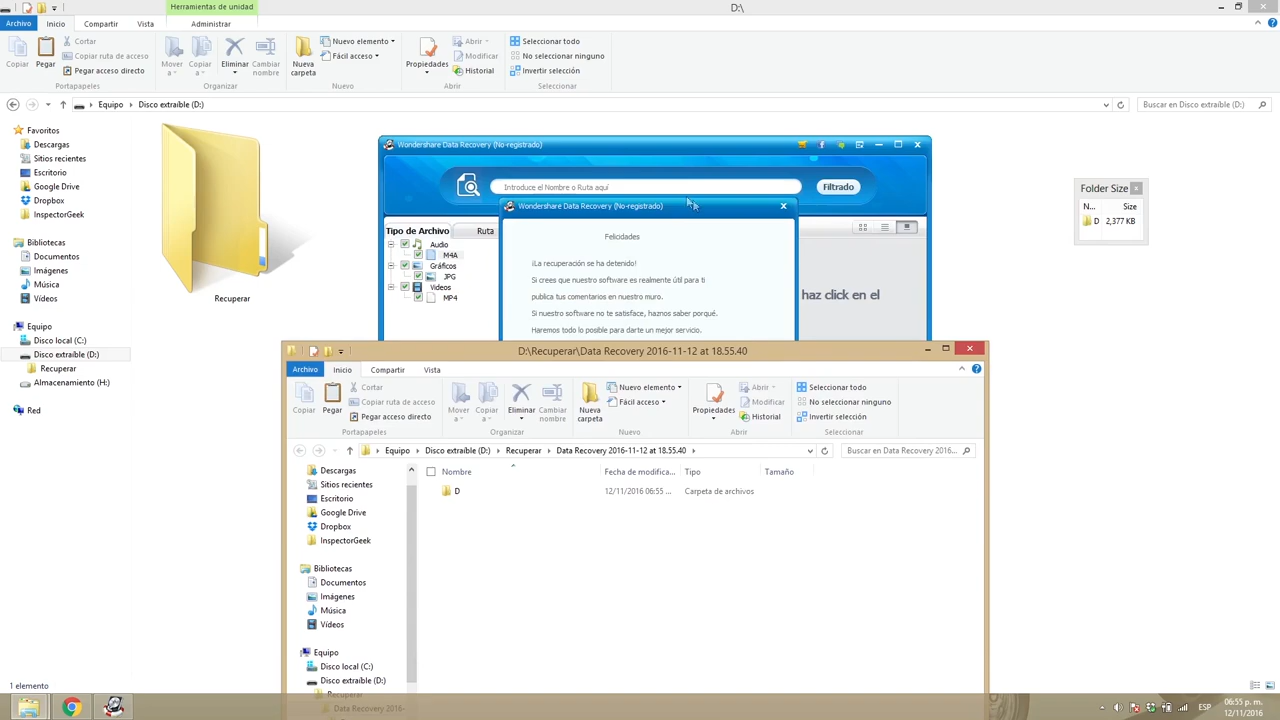 Herramientas de unidad
D:\
Archivo Inicio Compartir Vista Administrar
Copiar Pegar Cortar Copiar ruta de acceso Pegar acceso directo
Mover a Copiar a Eliminar Cambiar nombre
Nueva carpeta Nuevo elemento Fácil acceso
Propiedades Abrir Modificar Historial
Seleccionar todo No seleccionar ninguno Invertir selección
Portapapeles Organizar Nuevo Abrir Seleccionar
Equipo Disco extraíble (D:)
Buscar en Disco extraíble (D:)
Favoritos
Descargas
Sitios recientes
Escritorio
Google Drive
Dropbox
InspectorGeek
Bibliotecas
Documentos
Imágenes
Música
Vídeos
Equipo
Disco local (C:)
Disco extraíble (D:)
Recuperar
Almacenamiento (H:)
Red
1 elemento
Recuperar
Wondershare Data Recovery (No-registrado)
Introduce el Nombre o Ruta aquí
Filtrado
Tipo de Archivo Ruta
Audio
M4A
Gráficos
JPG
Videos
MP4
haz click en el
Wondershare Data Recovery (No-registrado)
Felicidades
¡La recuperación se ha detenido!
Si crees que nuestro software es realmente útil para ti
publica tus comentarios en nuestro muro.
Si nuestro software no te satisface, haznos saber porqué.
Haremos todo lo posible para darte un mejor servicio.
Folder Size
N... Size
D 2,377 KB
D:\Recuperar\Data Recovery 2016-11-12 at 18.55.40
Archivo Inicio Compartir Vista
Copiar Pegar Cortar Copiar ruta de acceso Pegar acceso directo
Mover a Copiar a Eliminar Cambiar nombre
Nueva carpeta Nuevo elemento Fácil acceso
Propiedades Abrir Modificar Historial
Seleccionar todo No seleccionar ninguno Invertir selección
Portapapeles Organizar Nuevo Abrir Seleccionar
Equipo Disco extraíble (D:) Recuperar Data Recovery 2016-11-12 at 18.55.40
Buscar en Data Recovery 2016...
Descargas
Sitios recientes
Escritorio
Google Drive
Dropbox
InspectorGeek
Bibliotecas
Documentos
Imágenes
Música
Vídeos
Equipo
Disco local (C:)
Disco extraíble (D:)
Recuperar
Data Recovery 2016-
Nombre Fecha de modifica... Tipo Tamaño
D 12/11/2016 06:55 ... Carpeta de archivos
ESP
06:55 p. m.
12/11/2016